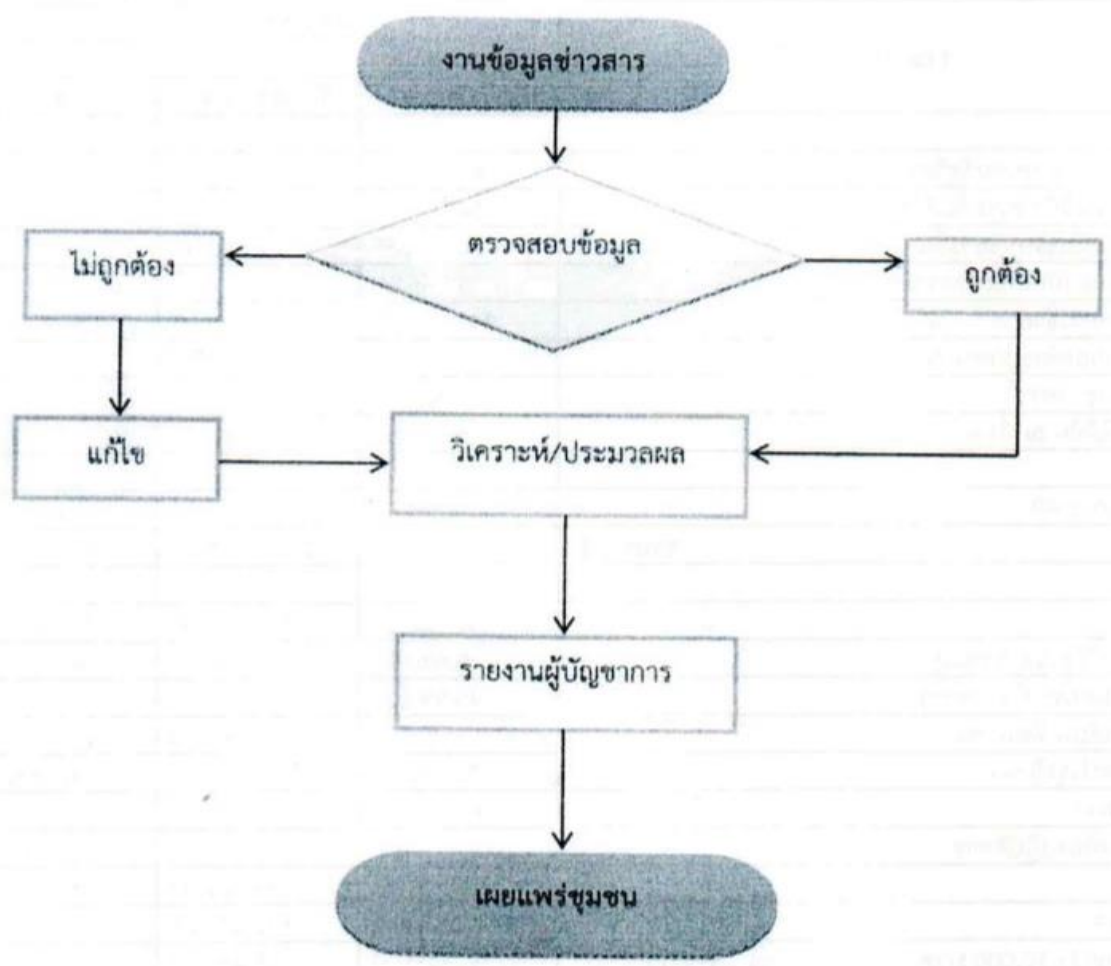 งานข้อมูลข่าวสาร
ตรวจสอบข้อมูล
ไม่ถูกต้อง
ถูกต้อง
แก้ไข
วิเคราะห์/ประมวลผล
รายงานผู้บัญชาการ
เผยแพร่ชุมชน